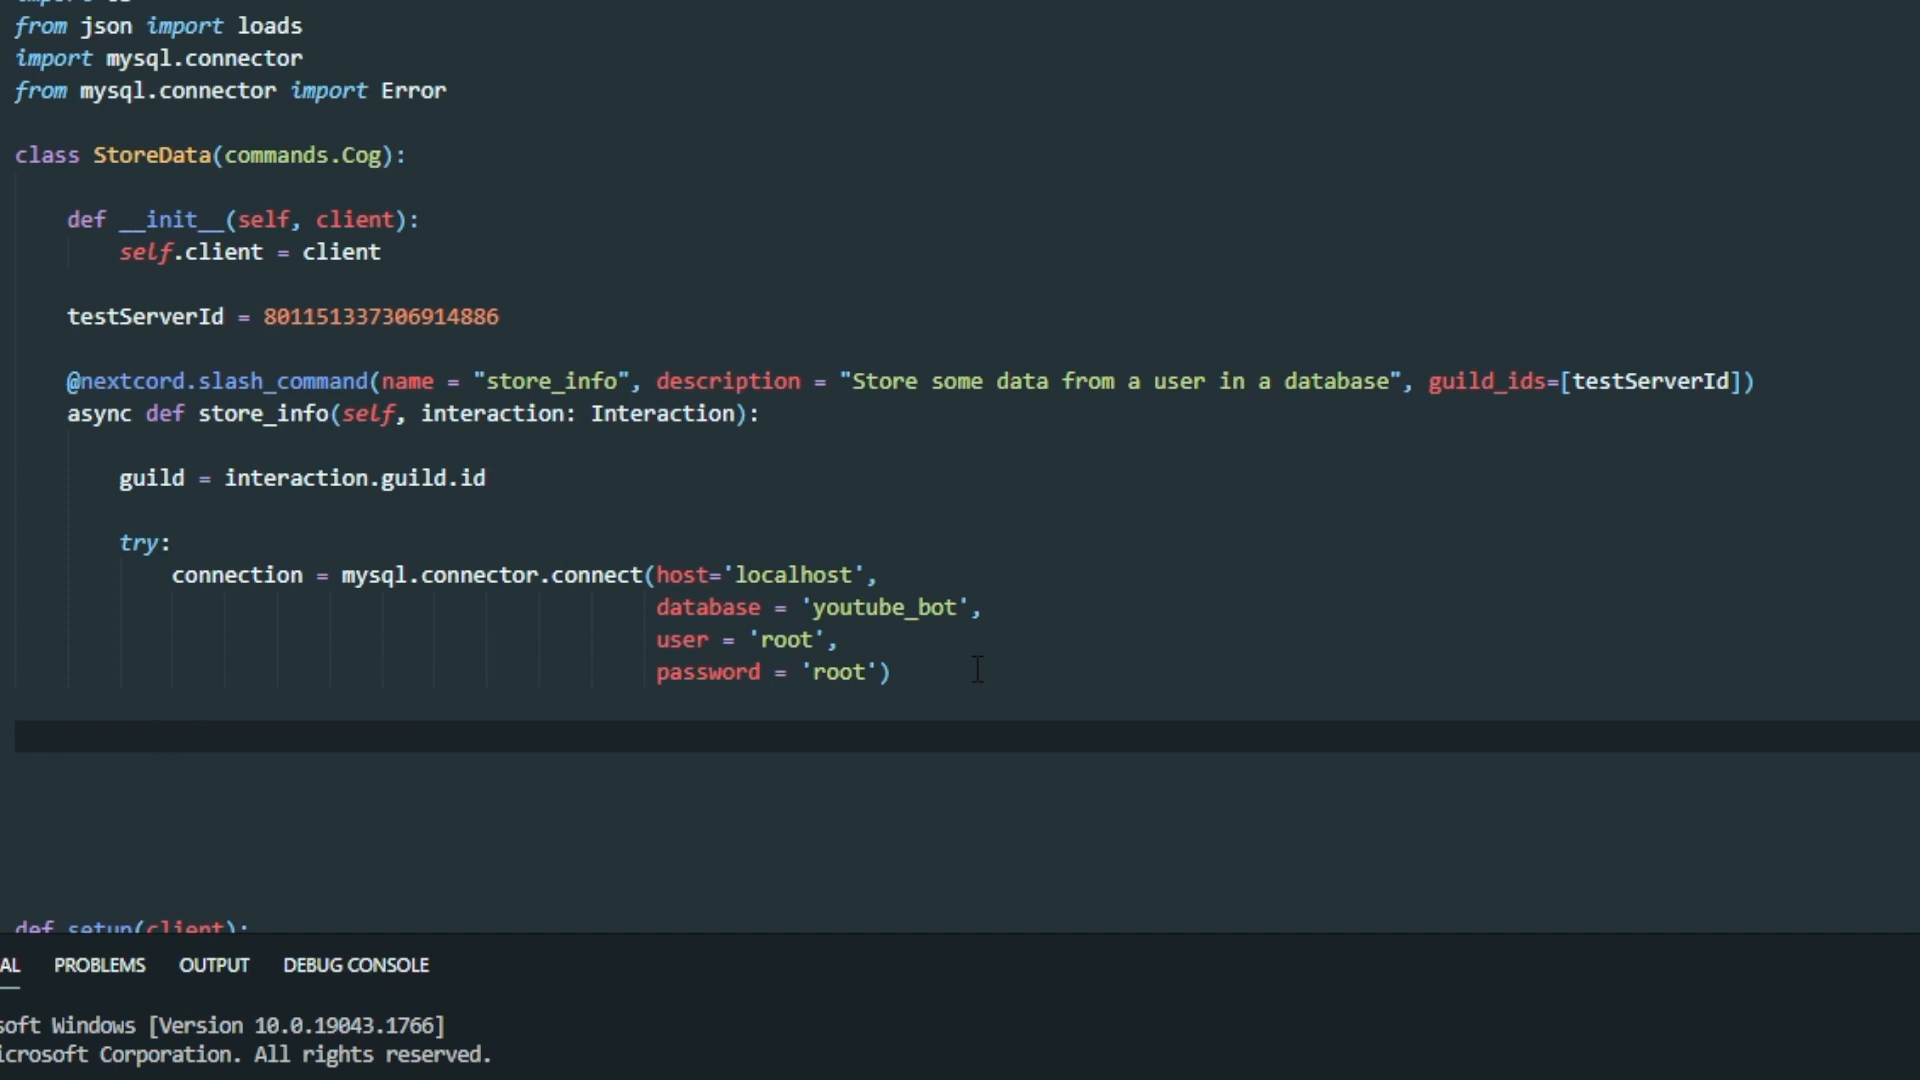 from json import loads
import mysql.connector
from mysql.connector import Error
class StoreData(commands.Cog):
def __init__(self, client):
self.client = client
testServerId = 801151337306914886
@nextcord.slash_command(name = "store_info", description = "Store some data from a user in a database", guild_ids=[testServerId])
async def store_info(self, interaction: Interaction):
guild = interaction.guild.id
try:
connection = mysql.connector.connect(host='localhost',
database = 'youtube_bot',
user = 'root',
password = 'root')
def setup(client):
AL PROBLEMS OUTPUT DEBUG CONSOLE
soft Windows [Version 10.0.19043.1766]
icrosoft Corporation. All rights reserved.